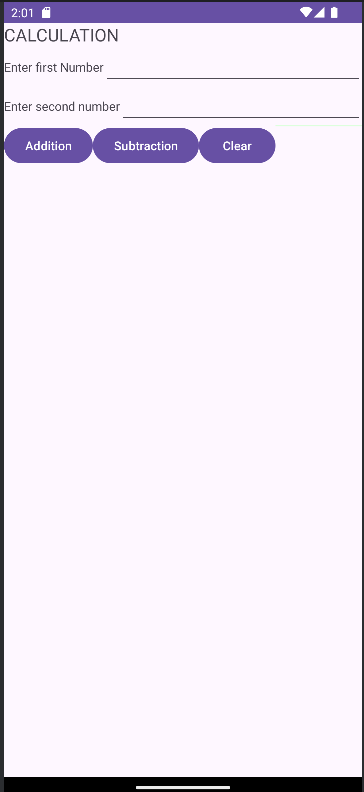 2:01
CALCULATION
Enter first Number
Enter second number
Addition Subtraction Clear